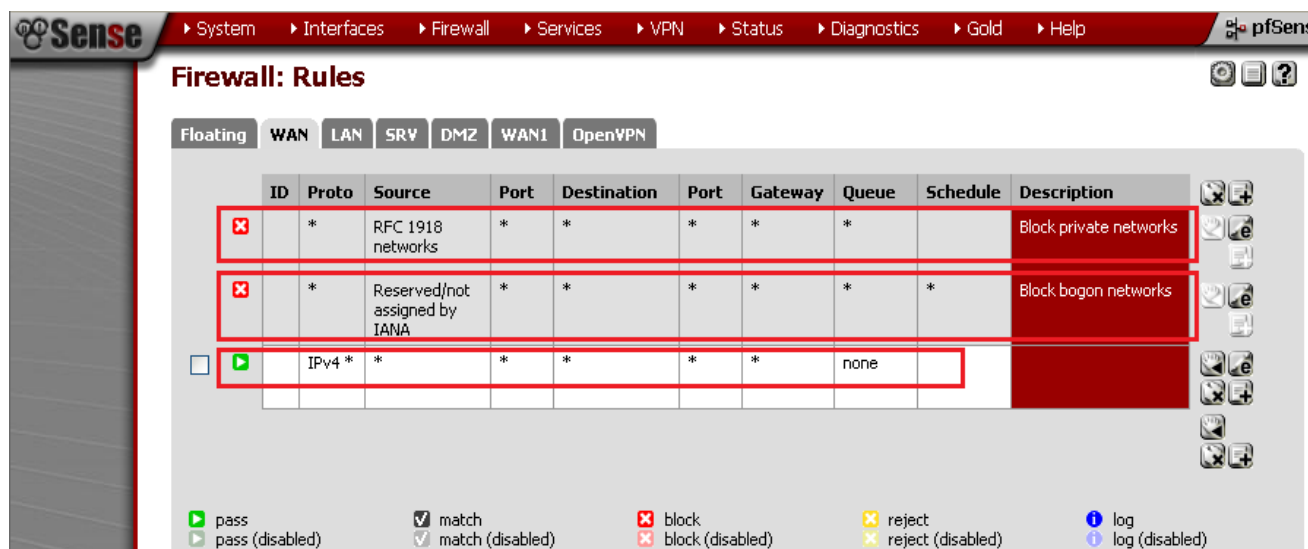 Sense
System Interfaces Firewall Services VPN Status Diagnostics Gold Help pfSens
Firewall: Rules
Floating WAN LAN SRV DMZ WAN1 OpenVPN
ID Proto Source Port Destination Port Gateway Queue Schedule Description
* RFC 1918 * * * * * Block private networks
networks
* Reserved/not * * * * * * Block bogon networks
assigned by
IANA
IPv4 * * * * * * none
pass match block reject log
pass (disabled) match (disabled) block (disabled) reject (disabled) log (disabled)